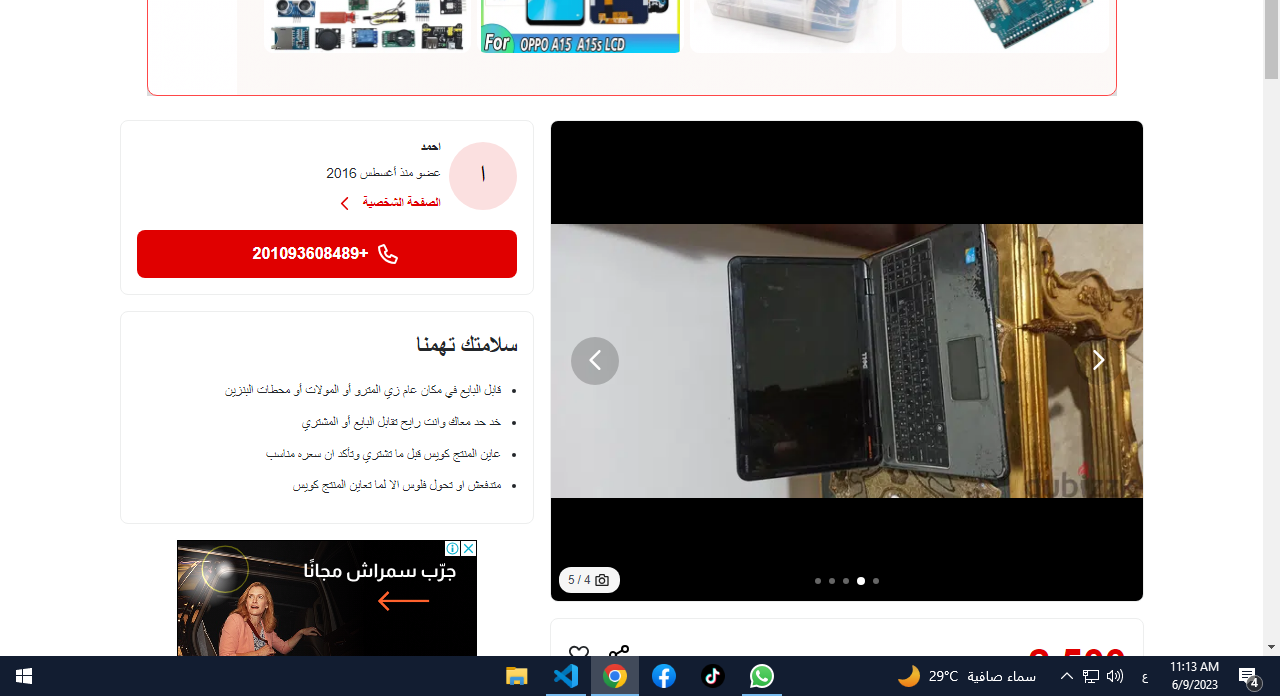 For OPPO A15 A15s LCD
احمد
ا
عضو منذ أغسطس 2016
الصفحة الشخصية
+201093608489
سلامتك تهمنا
• قابل البايع في مكان عام زي المترو أو المولات أو محطات البنزين
• خد حد معاك وانت رايح تقابل البايع أو المشتري
• عاين المنتج كويس قبل ما تشتري وتأكد ان سعره مناسب
• متدفعش او تحول فلوس الا لما تعاين المنتج كويس
جرّب سمراش مجانًا
DELL
dubizzle
5 / 4
29°C سماء صافية
ع
11:13 AM
6/9/2023
4